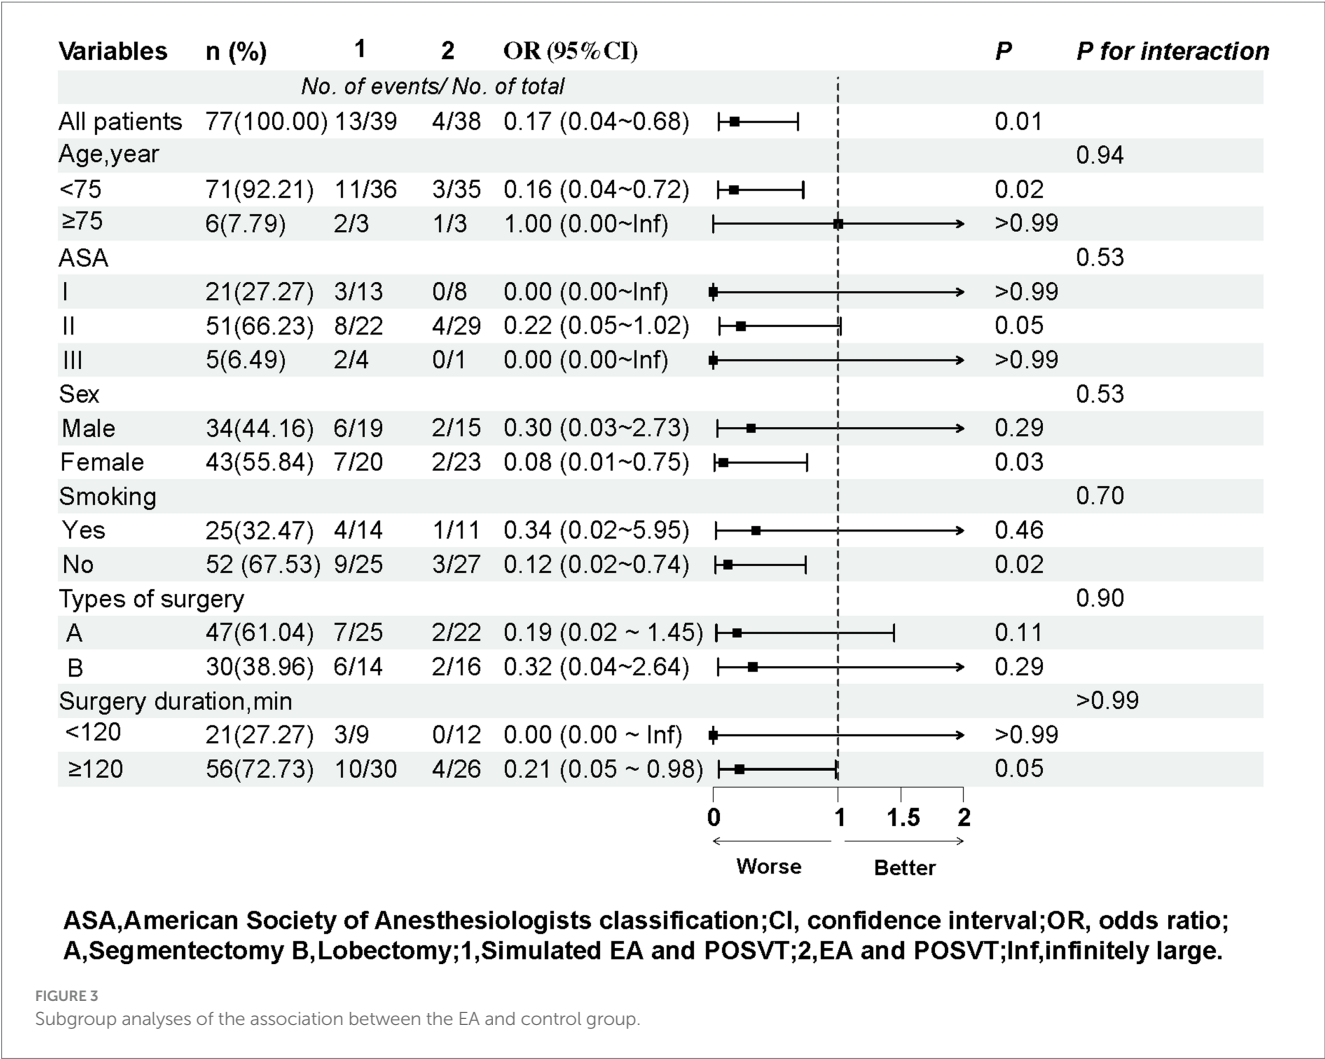 Variables n (%) 1 2 OR (95%CI) P P for interaction
No. of events/ No. of total
All patients 77(100.00) 13/39 4/38 0.17 (0.04~0.68) 0.01
Age,year 0.94
<75 71(92.21) 11/36 3/35 0.16 (0.04~0.72) 0.02
≥75 6(7.79) 2/3 1/3 1.00 (0.00~Inf) >0.99
ASA 0.53
I 21(27.27) 3/13 0/8 0.00 (0.00~Inf) >0.99
II 51(66.23) 8/22 4/29 0.22 (0.05~1.02) 0.05
III 5(6.49) 2/4 0/1 0.00 (0.00~Inf) >0.99
Sex 0.53
Male 34(44.16) 6/19 2/15 0.30 (0.03~2.73) 0.29
Female 43(55.84) 7/20 2/23 0.08 (0.01~0.75) 0.03
Smoking 0.70
Yes 25(32.47) 4/14 1/11 0.34 (0.02~5.95) 0.46
No 52 (67.53) 9/25 3/27 0.12 (0.02~0.74) 0.02
Types of surgery 0.90
A 47(61.04) 7/25 2/22 0.19 (0.02 ~ 1.45) 0.11
B 30(38.96) 6/14 2/16 0.32 (0.04~2.64) 0.29
Surgery duration,min >0.99
<120 21(27.27) 3/9 0/12 0.00 (0.00 ~ Inf) >0.99
≥120 56(72.73) 10/30 4/26 0.21 (0.05 ~ 0.98) 0.05
0 1 1.5 2
Worse Better
ASA,American Society of Anesthesiologists classification;CI, confidence interval;OR, odds ratio;
A,Segmentectomy B,Lobectomy;1,Simulated EA and POSVT;2,EA and POSVT;Inf,infinitely large.
FIGURE 3
Subgroup analyses of the association between the EA and control group.